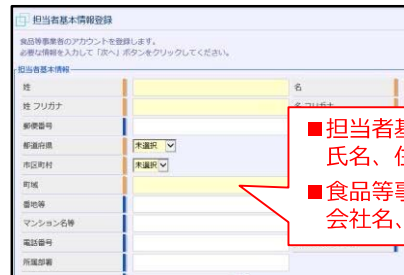 担当者基本情報登録
食品等事業者のアカウントを登録します。
必要な情報を入力して「次へ」ボタンをクリックしてください。
担当者基本情報
姓
名
姓 フリガナ
郵便番号
都道府県
未選択
市区町村
未選択
町域
番地等
マンション名等
電話番号
所属部署
■担当者基
氏名、
■食品等事
会社名、